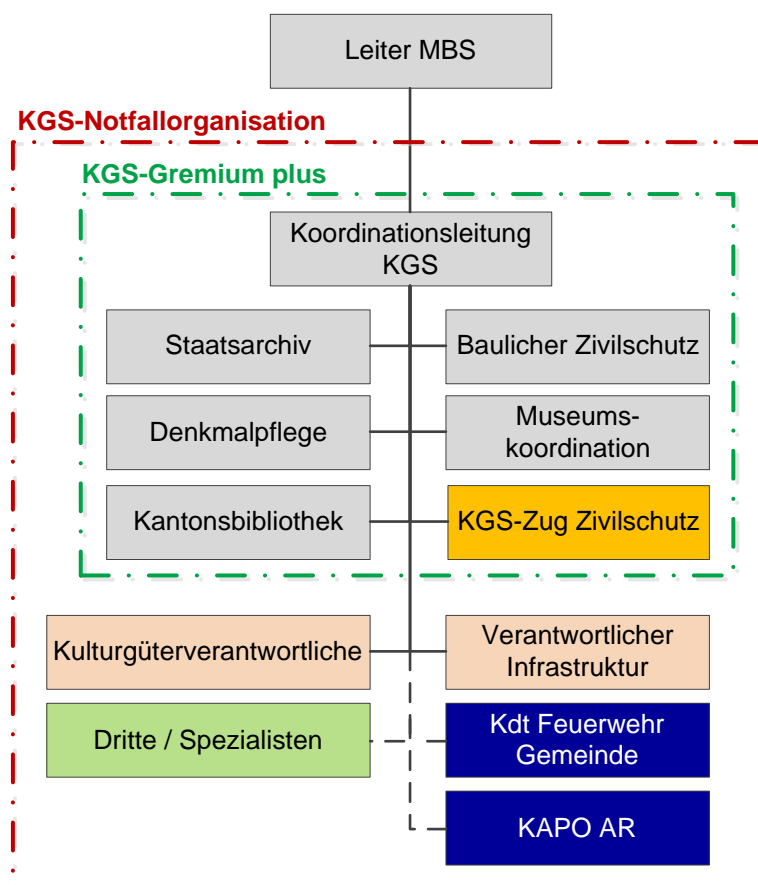 Leiter MBS
KGS-Notfallorganisation
KGS-Gremium plus
Koordinationsleitung
KGS
Staatsarchiv
Baulicher Zivilschutz
Denkmalpflege
Museums-
koordination
Kantonsbibliothek
KGS-Zug Zivilschutz
Kulturgüterverantwortliche
Verantwortlicher
Infrastruktur
Dritte / Spezialisten
Kdt Feuerwehr
Gemeinde
KAPO AR